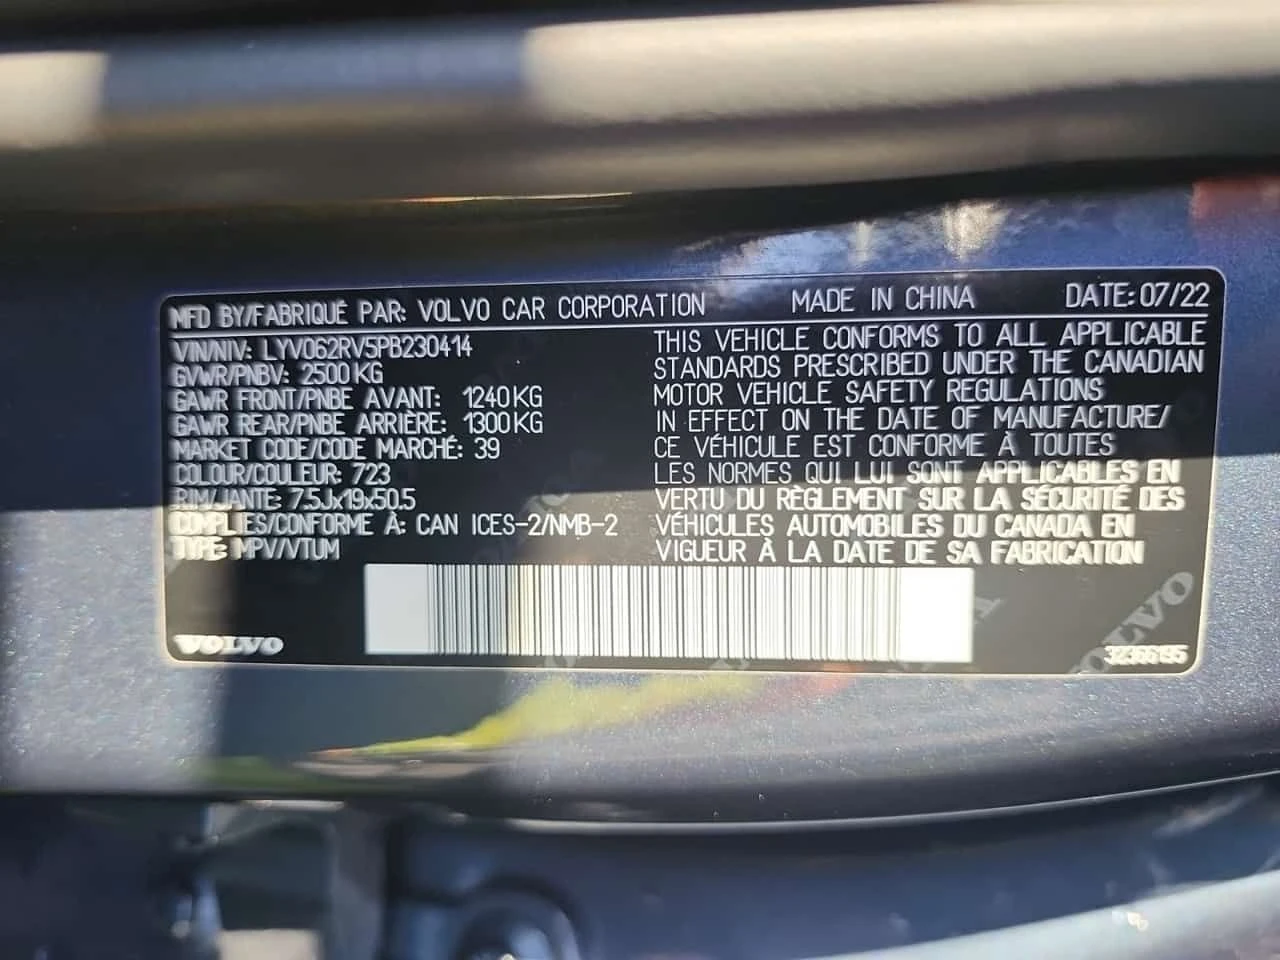 MFD BY/FABRIQUÉ PAR: VOLVO CAR CORPORATION MADE IN CHINA DATE: 07/22
VIN/NIV: LYV062RV5PB230414
GVWR/PNBV: 2500 KG
GAWR FRONT/PNBE AVANT: 1240 KG
GAWR REAR/PNBE ARRIÈRE: 1300 KG
MARKET CODE/CODE MARCHÉ: 39
COLOUR/COULEUR: 723
RIM/JANTE: 7.5Jx19x50.5
COMPLIES/CONFORME À: CAN ICES-2/NMB-2
TYPE: MPV/VTUM
THIS VEHICLE CONFORMS TO ALL APPLICABLE
STANDARDS PRESCRIBED UNDER THE CANADIAN
MOTOR VEHICLE SAFETY REGULATIONS
IN EFFECT ON THE DATE OF MANUFACTURE/
CE VÉHICULE EST CONFORME À TOUTES
LES NORMES QUI LUI SONT APPLICABLES EN
VERTU DU RÈGLEMENT SUR LA SÉCURITÉ DES
VÉHICULES AUTOMOBILES DU CANADA EN
VIGUEUR À LA DATE DE SA FABRICATION
VOLVO
VOLVO
32366195